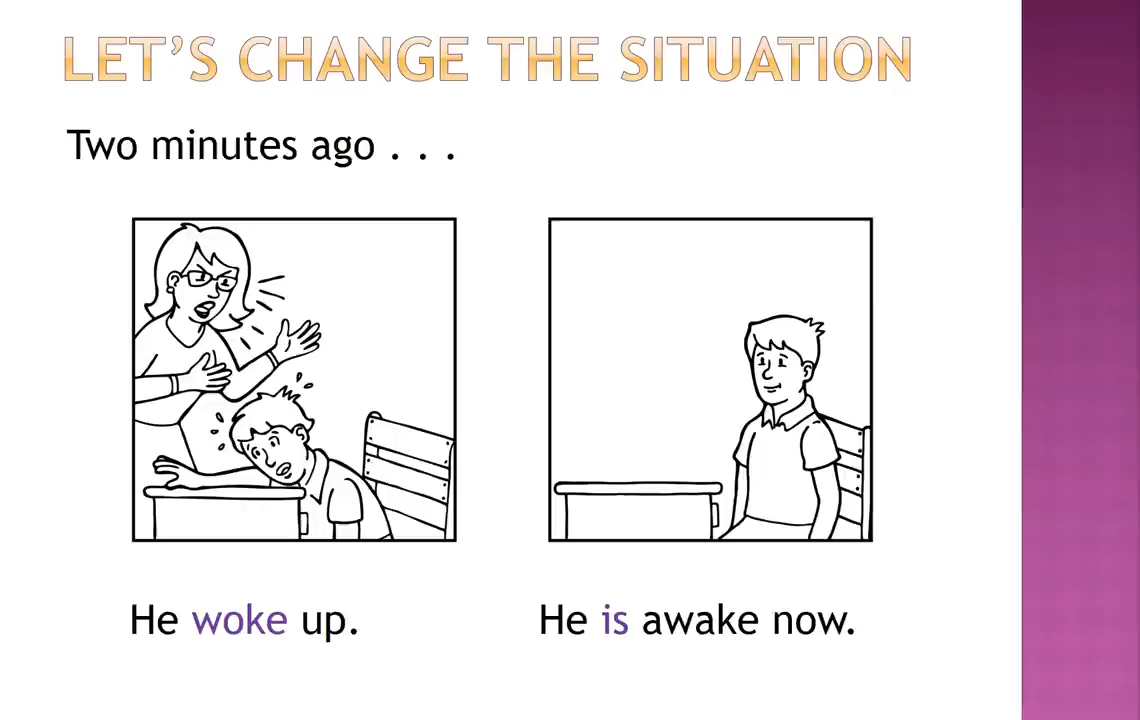 LET'S CHANGE THE SITUATION
Two minutes ago . . .
He woke up.
He is awake now.